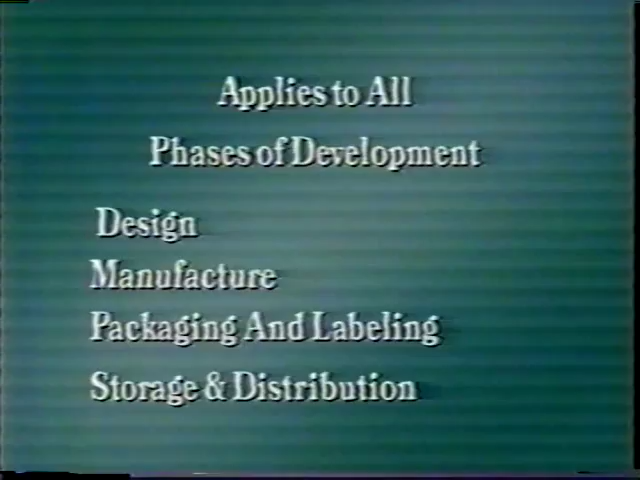 Applies to All
Phases of Development
Design
Manufacture
Packaging And Labeling
Storage & Distribution